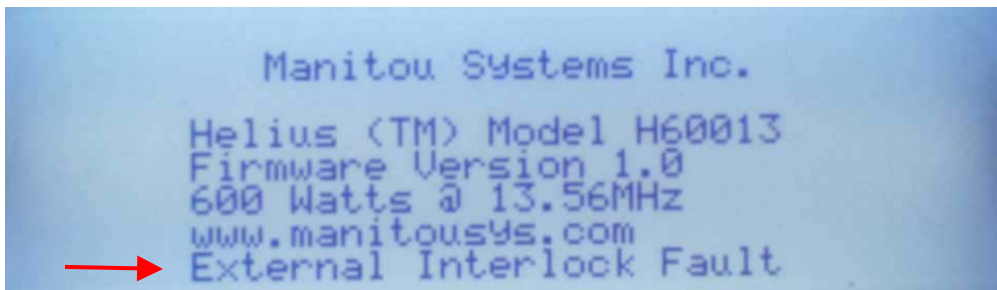 Manitou Systems Inc.
Helius (TM) Model H60013
Firmware Version 1.0
600 Watts @ 13.56MHz
www.manitousys.com
External Interlock Fault